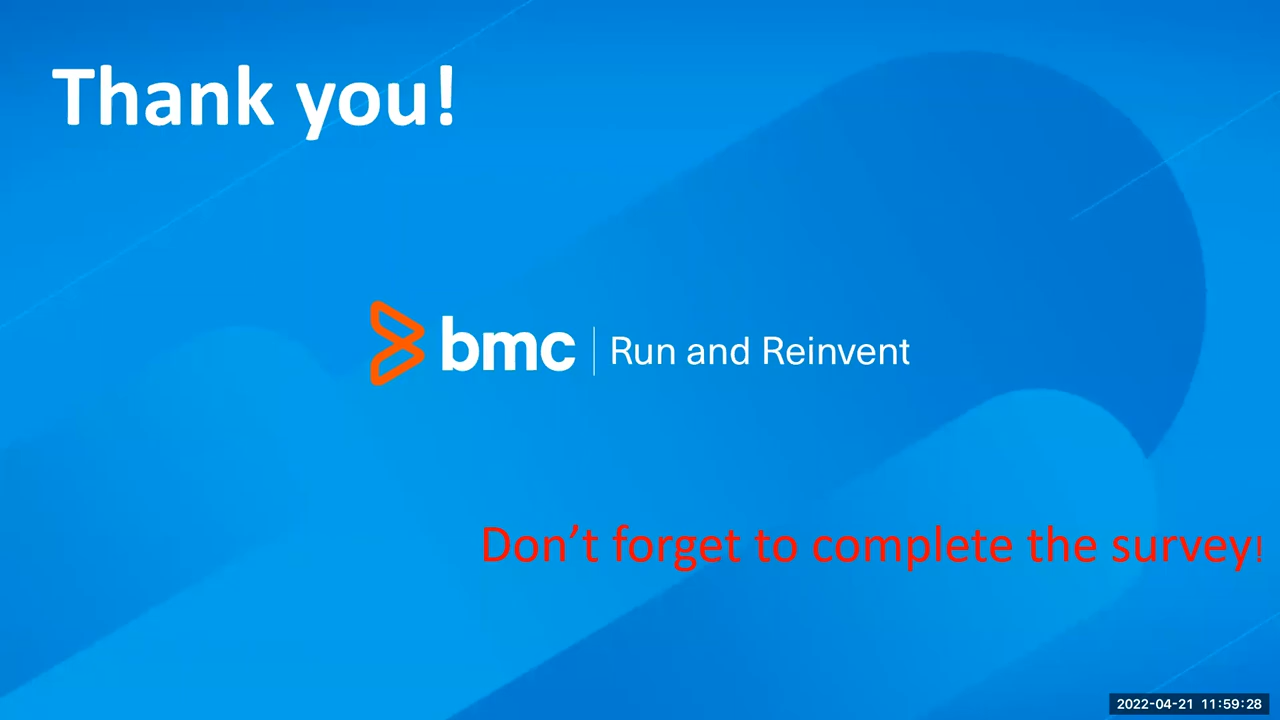 Thank you!
bmc | Run and Reinvent
Don’t forget to complete the survey!
2022-04-21 11:59:28